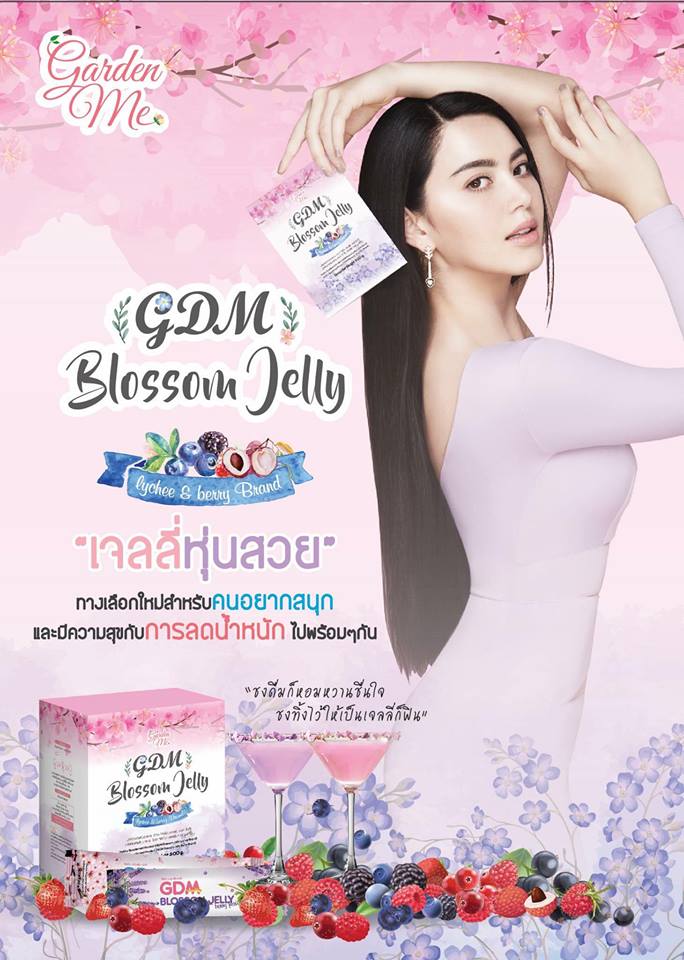 Garden
Me
GDM
Blossom Jelly
lychee & berry Brand
GDM
Blossom Jelly
lychee & berry Brand
"เจลลี่หุ่นสวย"
ทางเลือกใหม่สำหรับคนอยากสนุก
และมีความสุขกับการลดน้ำหนัก ไปพร้อมๆกัน
"ชงดื่มก็หอมหวานชื่นใจ
ชงทิ้งไว้ให้เป็นเจลลี่ก็ฟิน"
Garden
Me
GDM
Blossom Jelly
GDM
BLOSSOM JELLY